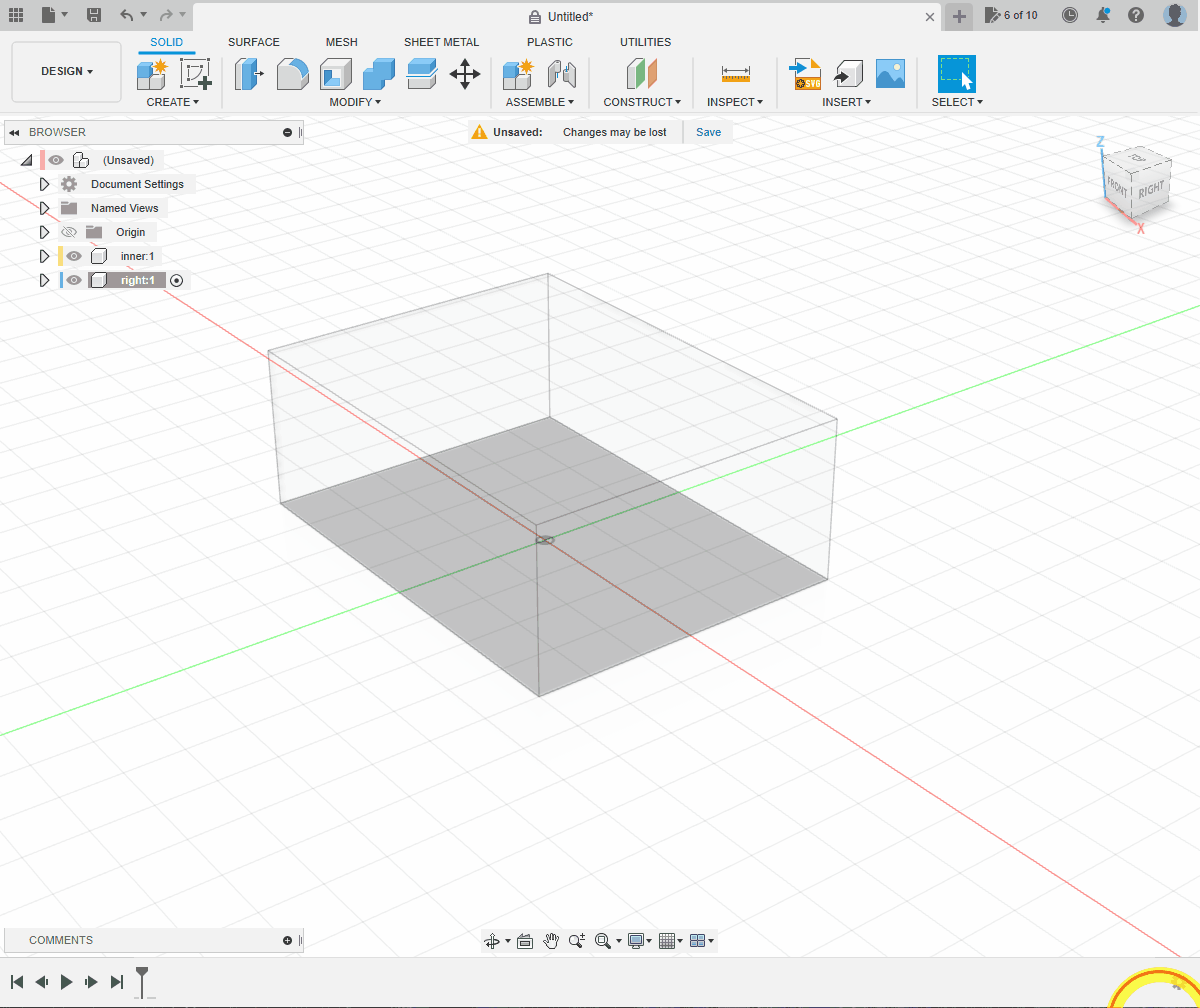 Untitled*
6 of 10
DESIGN
SOLID
SURFACE
MESH
SHEET METAL
PLASTIC
UTILITIES
CREATE
MODIFY
ASSEMBLE
CONSTRUCT
INSPECT
INSERT
SELECT
BROWSER
Unsaved: Changes may be lost
Save
(Unsaved)
Document Settings
Named Views
Origin
inner:1
right:1
Z
FRONT
RIGHT
X
COMMENTS